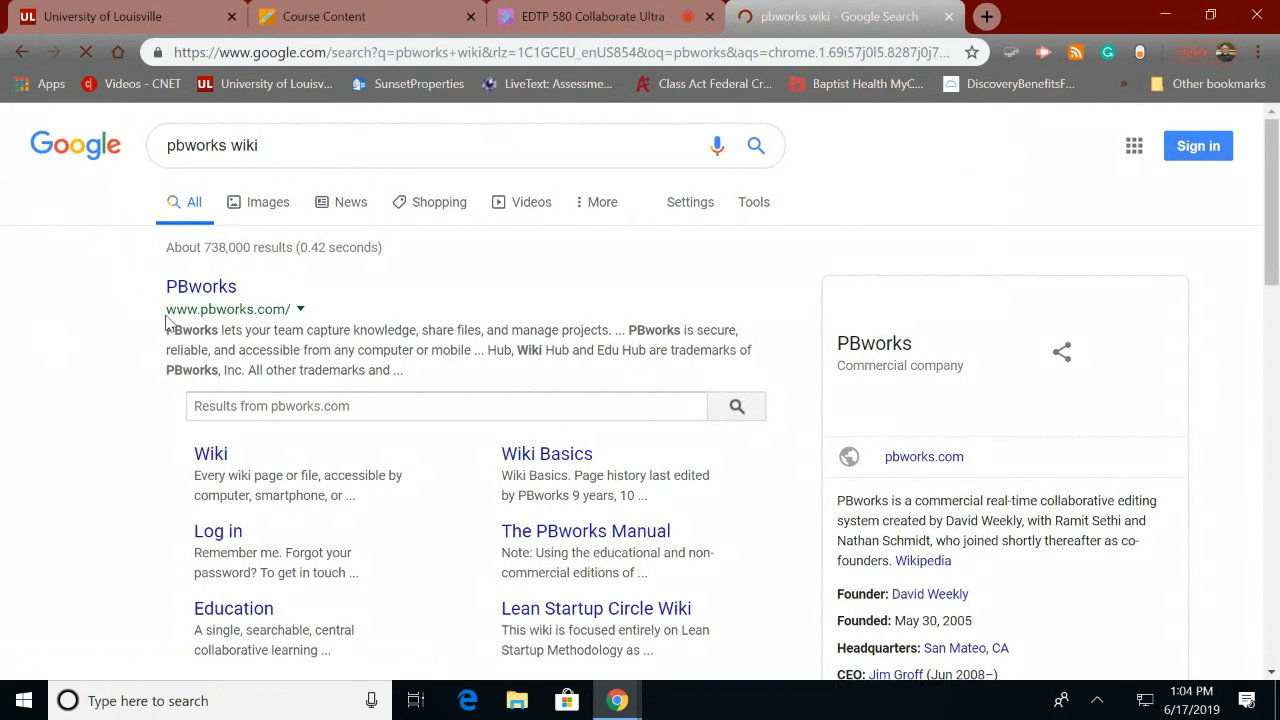 University of Louisville
Course Content
EDTP 580 Collaborate Ultra
pbworks wiki - Google Search
https://www.google.com/search?q=pbworks+wiki&rlz=1C1GCEU_enUS854&oq=pbworks&aqs=chrome.1.69i57j0l5.8287j0j7...
Apps
Videos - CNET
University of Louisv...
SunsetProperties
LiveText: Assessme...
Class Act Federal Cr...
Baptist Health MyC...
DiscoveryBenefitsF...
»
Other bookmarks
Google
pbworks wiki
Sign in
All
Images
News
Shopping
Videos
More
Settings
Tools
About 738,000 results (0.42 seconds)
PBworks
www.pbworks.com/
PBworks lets your team capture knowledge, share files, and manage projects. ... PBworks is secure,
reliable, and accessible from any computer or mobile ... Hub, Wiki Hub and Edu Hub are trademarks of
PBworks, Inc. All other trademarks and ...
Results from pbworks.com
Wiki
Every wiki page or file, accessible by
computer, smartphone, or ...
Wiki Basics
Wiki Basics. Page history last edited
by PBworks 9 years, 10 ...
Log in
Remember me. Forgot your
password? To get in touch ...
The PBworks Manual
Note: Using the educational and non-
commercial editions of ...
Education
A single, searchable, central
collaborative learning ...
Lean Startup Circle Wiki
This wiki is focused entirely on Lean
Startup Methodology as ...
PBworks
Commercial company
pbworks.com
PBworks is a commercial real-time collaborative editing
system created by David Weekly, with Ramit Sethi and
Nathan Schmidt, who joined shortly thereafter as co-
founders. Wikipedia
Founder: David Weekly
Founded: May 30, 2005
Headquarters: San Mateo, CA
CEO: Jim Groff (Jun 2008–)
Type here to search
1:04 PM
6/17/2019